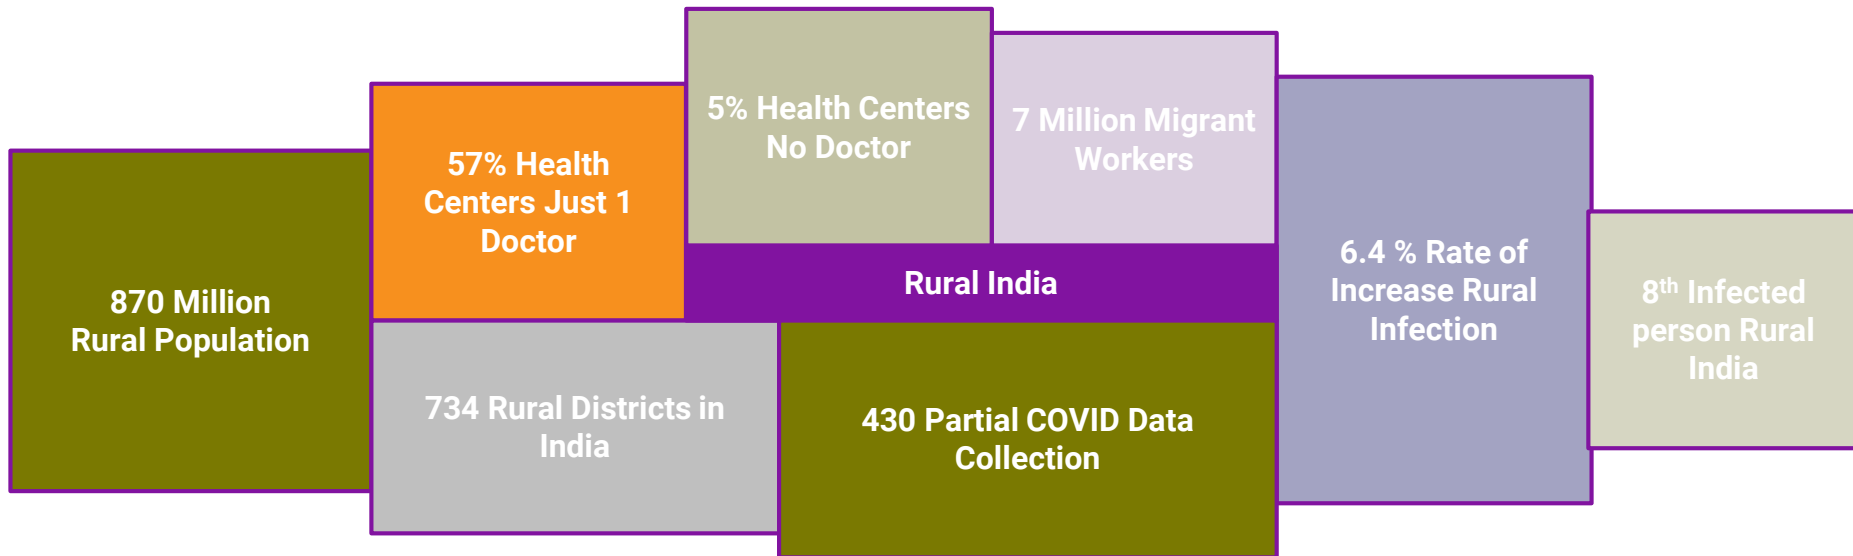 870 Million
Rural Population
57% Health
Centers Just 1
Doctor
5% Health Centers
No Doctor
7 Million Migrant
Workers
Rural India
734 Rural Districts in
India
430 Partial COVID Data
Collection
6.4 % Rate of
Increase Rural
Infection
8th Infected
person Rural
India